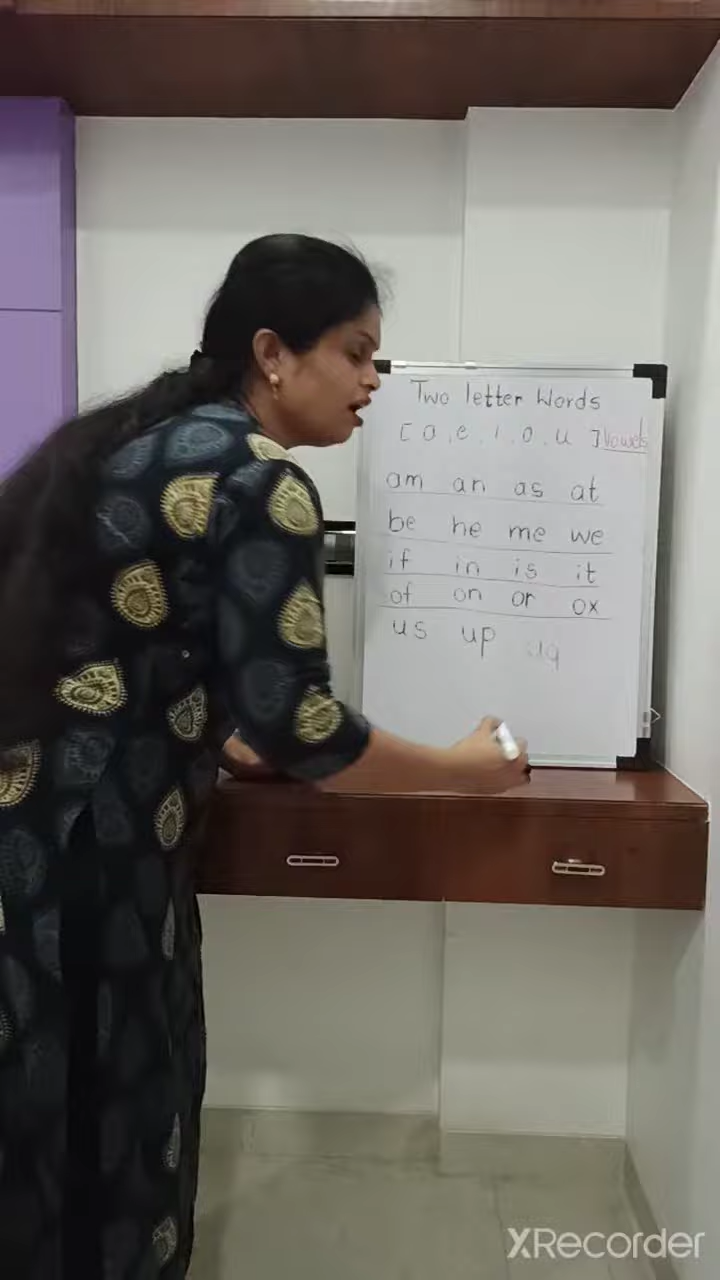 Two letter Words
[ a, e, i, o, u ] Vowels
am an as at
be he me we
if in is it
of on or ox
us up
XRecorder